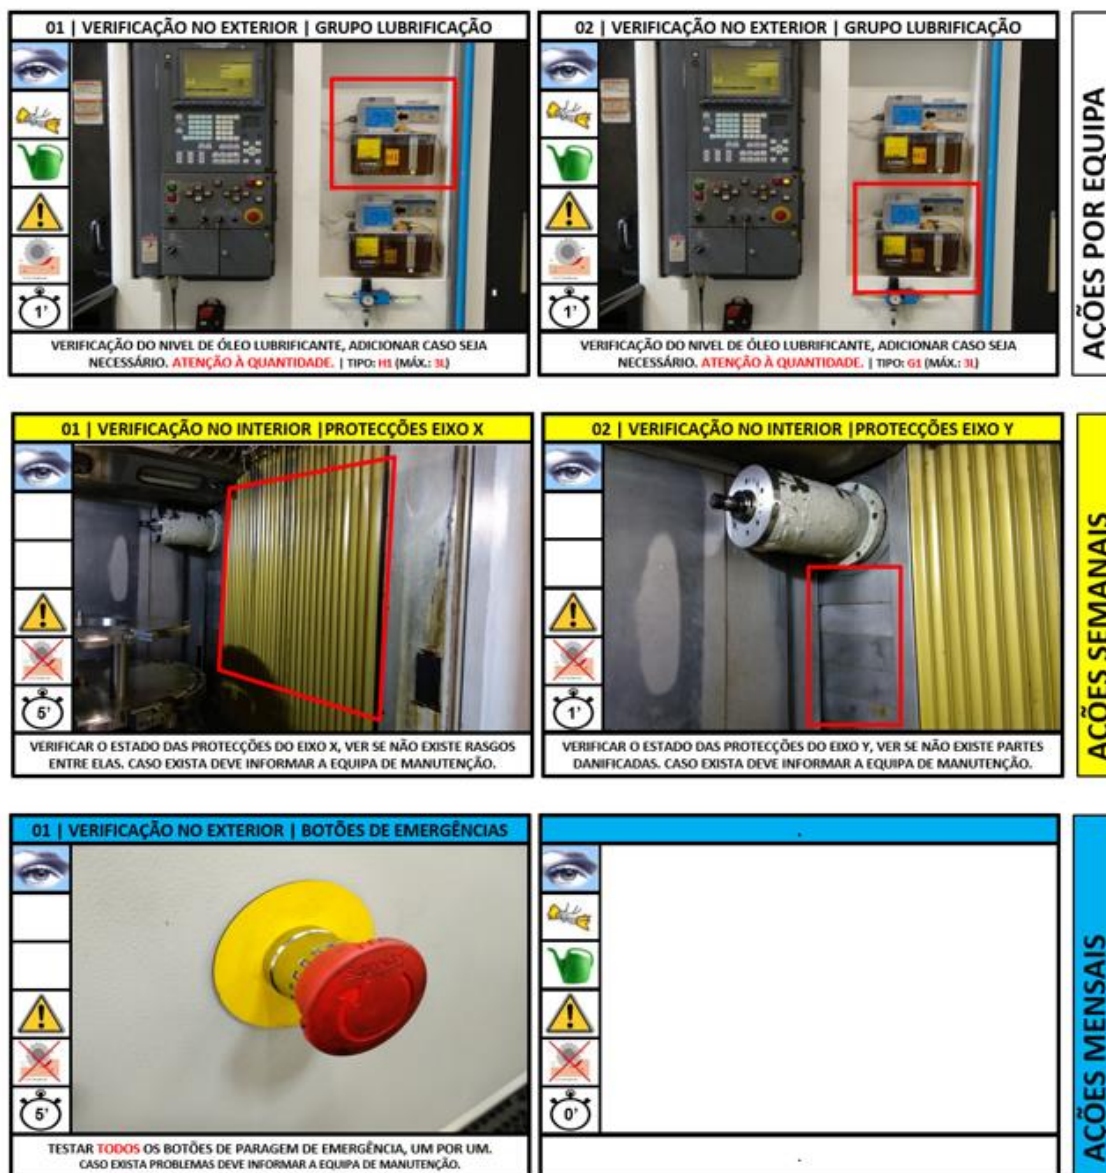 01 | VERIFICAÇÃO NO EXTERIOR | GRUPO LUBRIFICAÇÃO
1'
VERIFICAÇÃO DO NIVEL DE ÓLEO LUBRIFICANTE, ADICIONAR CASO SEJA
NECESSÁRIO. ATENÇÃO À QUANTIDADE. | TIPO: H1 (MÁX.: 3L)
02 | VERIFICAÇÃO NO EXTERIOR | GRUPO LUBRIFICAÇÃO
1'
VERIFICAÇÃO DO NIVEL DE ÓLEO LUBRIFICANTE, ADICIONAR CASO SEJA
NECESSÁRIO. ATENÇÃO À QUANTIDADE. | TIPO: G1 (MÁX.: 3L)
AÇÕES POR EQUIPA
01 | VERIFICAÇÃO NO INTERIOR |PROTECÇÕES EIXO X
5'
VERIFICAR O ESTADO DAS PROTECÇÕES DO EIXO X, VER SE NÃO EXISTE RASGOS
ENTRE ELAS. CASO EXISTA DEVE INFORMAR A EQUIPA DE MANUTENÇÃO.
02 | VERIFICAÇÃO NO INTERIOR |PROTECÇÕES EIXO Y
1'
VERIFICAR O ESTADO DAS PROTECÇÕES DO EIXO Y, VER SE NÃO EXISTE PARTES
DANIFICADAS. CASO EXISTA DEVE INFORMAR A EQUIPA DE MANUTENÇÃO.
AÇÕES SEMANAIS
01 | VERIFICAÇÃO NO EXTERIOR | BOTÕES DE EMERGÊNCIAS
5'
TESTAR TODOS OS BOTÕES DE PARAGEM DE EMERGÊNCIA, UM POR UM.
CASO EXISTA PROBLEMAS DEVE INFORMAR A EQUIPA DE MANUTENÇÃO.
.
0'
.
AÇÕES MENSAIS